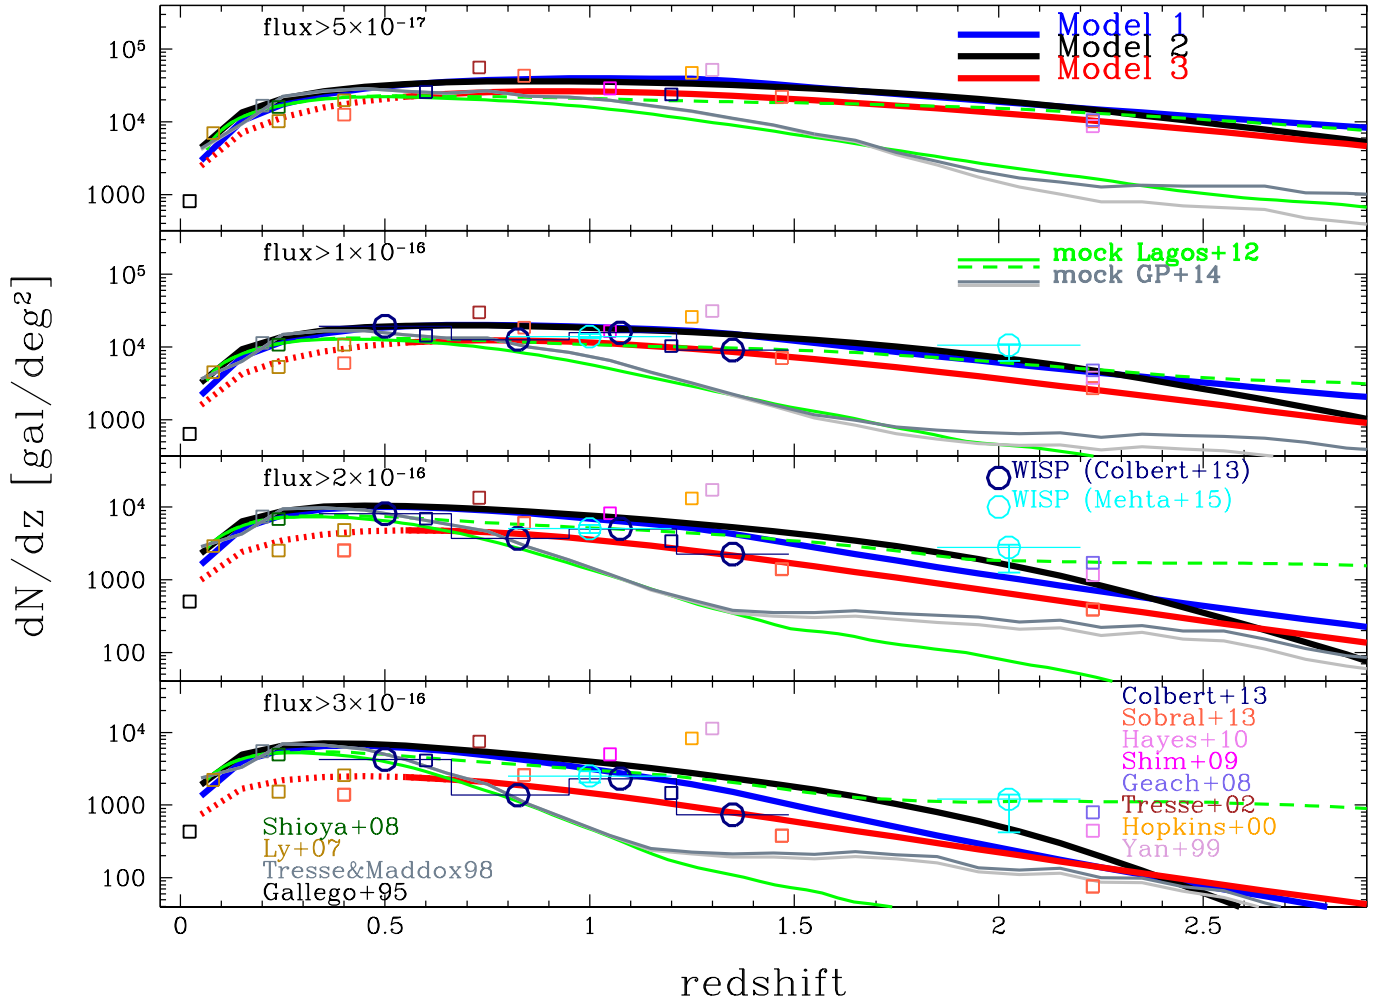 flux>5×10⁻¹⁷
Model 1
Model 2
Model 3
10⁵
10⁴
1000
flux>1×10⁻¹⁶
mock Lagos+12
mock GP+14
10⁵
10⁴
1000
flux>2×10⁻¹⁶
WISP (Colbert+13)
WISP (Mehta+15)
10⁴
1000
100
flux>3×10⁻¹⁶
Colbert+13
Sobral+13
Hayes+10
Shim+09
Geach+08
Tresse+02
Hopkins+00
Yan+99
10⁴
1000
100
Shioya+08
Ly+07
Tresse&Maddox98
Gallego+95
0 0.5 1 1.5 2 2.5
redshift
dN/dz [gal/deg²]